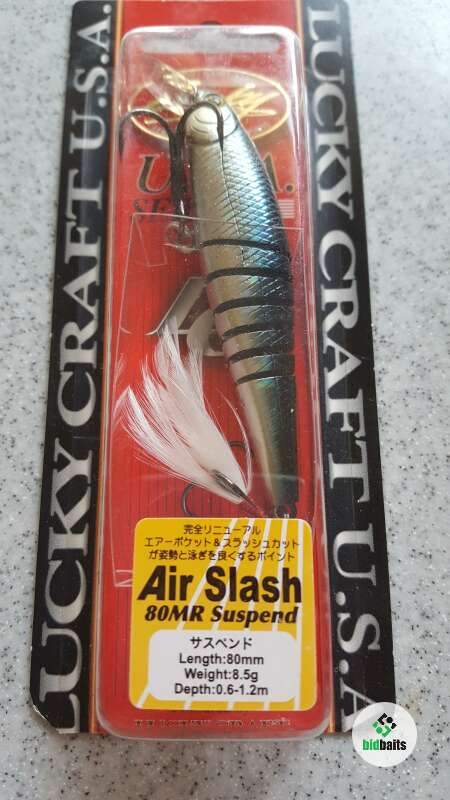 LUCKY CRAFT U.S.A.
LUCKY CRAFT U.S.A
完全リニューアル
エアーポケット&スラッシュカット
が姿勢と泳ぎを良くするポイント
Air Slash
80MR Suspend
サスペンド
Length:80mm
Weight:8.5g
Depth:0.6-1.2m
bidbaits